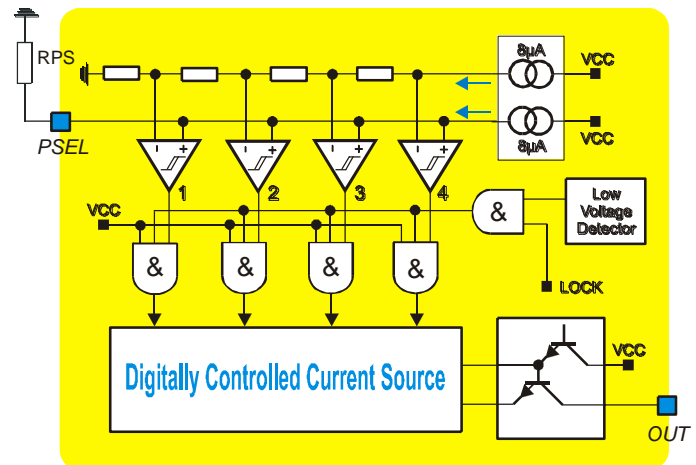 RPS
8µA
VCC
PSEL
VCC
8µA
1
2
3
4
VCC
&
Low
Voltage
Detector
&
&
&
&
LOCK
Digitally Controlled Current Source
VCC
OUT